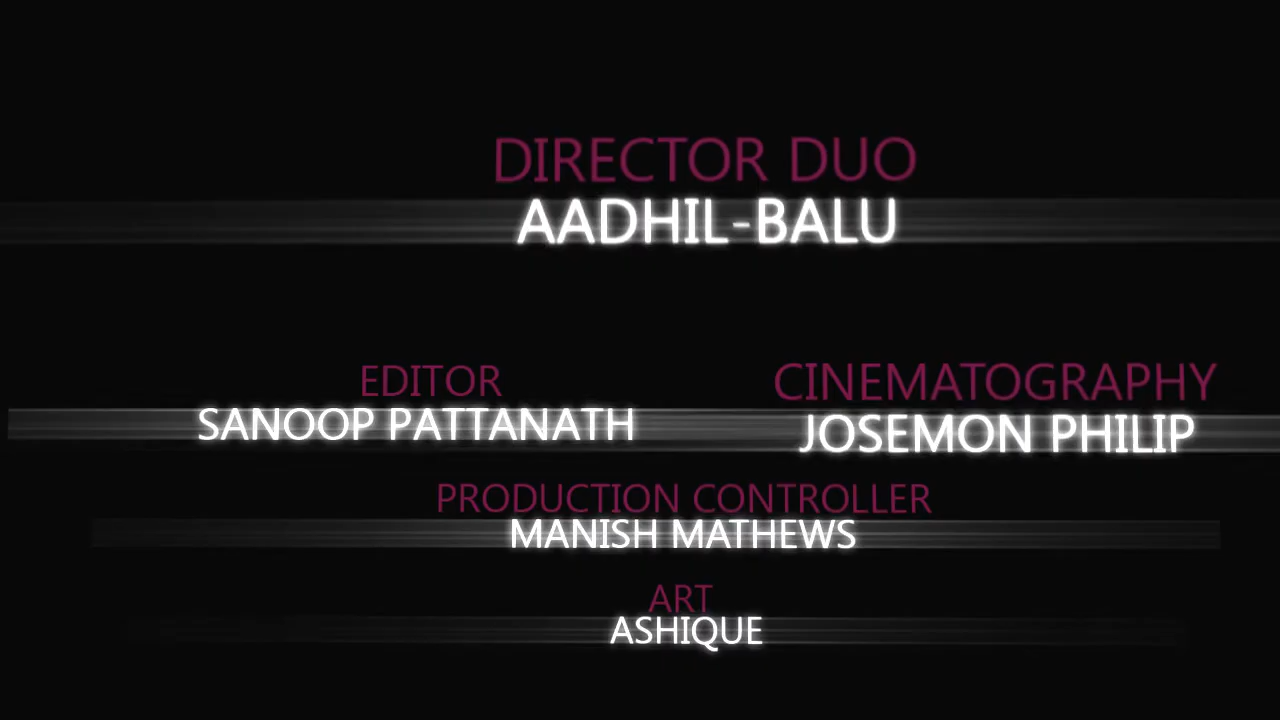 DIRECTOR DUO
AADHIL-BALU
EDITOR
SANOOP PATTANATH
CINEMATOGRAPHY
JOSEMON PHILIP
PRODUCTION CONTROLLER
MANISH MATHEWS
ART
ASHIQUE